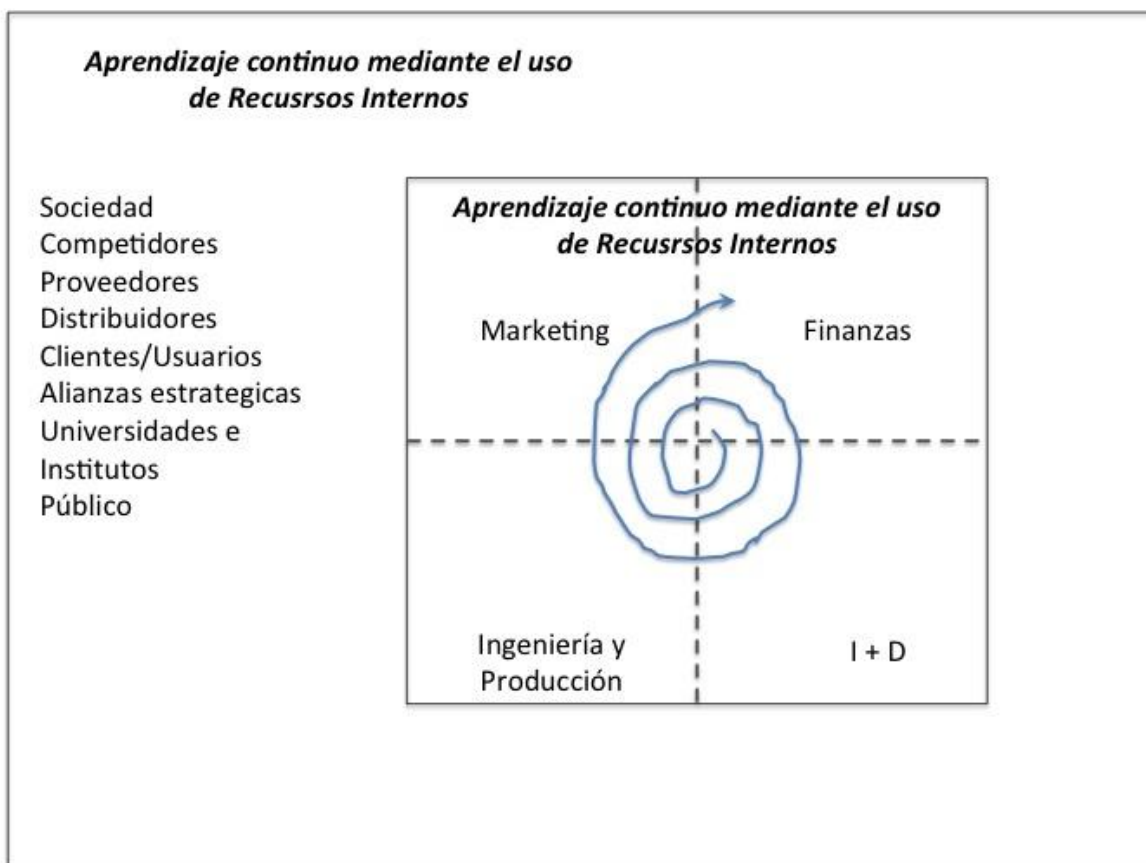 Aprendizaje continuo mediante el uso
de Recusrsos Internos
Sociedad
Competidores
Proveedores
Distribuidores
Clientes/Usuarios
Alianzas estrategicas
Universidades e
Institutos
Público
Aprendizaje continuo mediante el uso
de Recusrsos Internos
Marketing
Finanzas
Ingeniería y
Producción
I + D